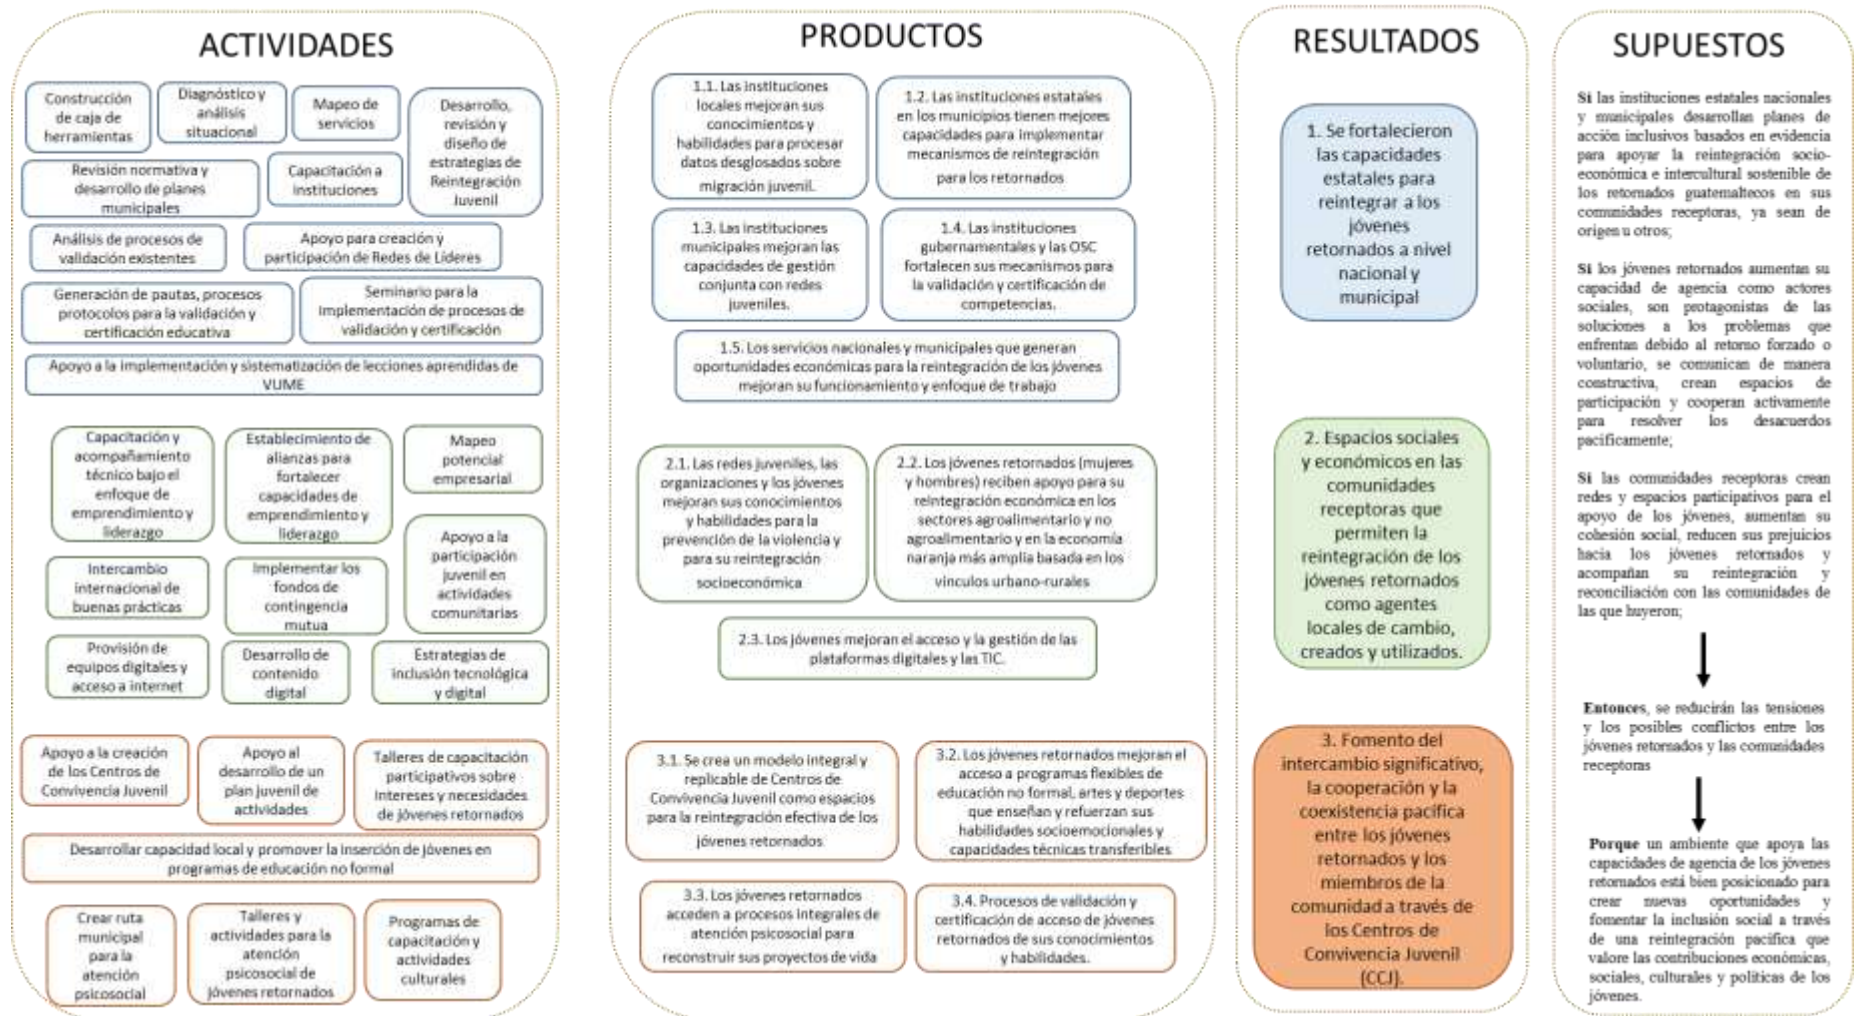 ACTIVIDADES
Construcción
de caja de
herramientas
Diagnóstico y
análisis
situacional
Mapeo de
servicios
Desarrollo,
revisión y
diseño de
estrategias de
Reintegración
Juvenil
Revisión normativa y
desarrollo de planes
municipales
Capacitación a
instituciones
Análisis de procesos de
validación existentes
Apoyo para creación y
participación de Redes de Líderes
Generación de pautas, procesos
protocolos para la validación y
certificación educativa
Seminario para la
Implementación de procesos de
validación y certificación
Apoyo a la implementación y sistematización de lecciones aprendidas de
VUME
Capacitación y
acompañamiento
técnico bajo el
enfoque de
emprendimiento y
liderazgo
Establecimiento de
alianzas para
fortalecer
capacidades de
emprendimiento y
liderazgo
Mapeo
potencial
empresarial
Intercambio
internacional de
buenas prácticas
Implementar los
fondos de
contingencia
mutua
Apoyo a la
participación
juvenil en
actividades
comunitarias
Provisión de
equipos digitales y
acceso a internet
Desarrollo de
contenido
digital
Estrategias de
inclusión tecnológica
y digital
Apoyo a la creación
de los Centros de
Convivencia Juvenil
Apoyo al
desarrollo de un
plan juvenil de
actividades
Talleres de capacitación
participativos sobre
intereses y necesidades
de jóvenes retornados
Desarrollar capacidad local y promover la inserción de jóvenes en
programas de educación no formal
Crear ruta
municipal
para la
atención
psicosocial
Talleres y
actividades para la
atención
psicosocial de
jóvenes retornados
Programas de
capacitación y
actividades
culturales
PRODUCTOS
1.1. Las instituciones
locales mejoran sus
conocimientos y
habilidades para procesar
datos desglosados sobre
migración juvenil.
1.2. Las instituciones estatales
en los municipios tienen mejores
capacidades para implementar
mecanismos de reintegración
para los retornados
1.3. Las instituciones
municipales mejoran las
capacidades de gestión
conjunta con redes
juveniles.
1.4. Las instituciones
gubernamentales y las OSC
fortalecen sus mecanismos para
la validación y certificación de
competencias.
1.5. Los servicios nacionales y municipales que generan
oportunidades económicas para la reintegración de los jóvenes
mejoran su funcionamiento y enfoque de trabajo
2.1. Las redes juveniles, las
organizaciones y los jóvenes
mejoran sus conocimientos
y habilidades para la
prevención de la violencia y
para su reintegración
socioeconómica
2.2. Los jóvenes retornados (mujeres
y hombres) reciben apoyo para su
reintegración económica en los
sectores agroalimentario y no
agroalimentario y en la economía
naranja más amplia basada en los
vínculos urbano-rurales
2.3. Los jóvenes mejoran el acceso y la gestión de las
plataformas digitales y las TIC.
3.1. Se crea un modelo integral y
replicable de Centros de
Convivencia Juvenil como espacios
para la reintegración efectiva de los
jóvenes retornados
3.2. Los jóvenes retornados mejoran el
acceso a programas flexibles de
educación no formal, artes y deportes
que enseñan y refuerzan sus
habilidades socioemocionales y
capacidades técnicas transferibles
3.3. Los jóvenes retornados
acceden a procesos integrales de
atención psicosocial para
reconstruir sus proyectos de vida
3.4. Procesos de validación y
certificación de acceso de jóvenes
retornados de sus conocimientos
y habilidades.
RESULTADOS
1. Se fortalecieron
las capacidades
estatales para
reintegrar a los
jóvenes
retornados a nivel
nacional y
municipal
2. Espacios sociales
y económicos en las
comunidades
receptoras que
permiten la
reintegración de los
jóvenes retornados
como agentes
locales de cambio,
creados y utilizados.
3. Fomento del
intercambio significativo,
la cooperación y la
coexistencia pacífica
entre los jóvenes
retornados y los
miembros de la
comunidad a través de
los Centros de
Convivencia Juvenil
(CCJ).
SUPUESTOS
Si las instituciones estatales nacionales
y municipales desarrollan planes de
acción inclusivos basados en evidencia
para apoyar la reintegración socio-
económica e intercultural sostenible de
los retornados guatemaltecos en sus
comunidades receptoras, ya sean de
origen u otros;
Si los jóvenes retornados aumentan su
capacidad de agencia como actores
sociales, son protagonistas de las
soluciones a los problemas que
enfrentan debido al retorno forzado o
voluntario, se comunican de manera
constructiva, crean espacios de
participación y cooperan activamente
para resolver los desacuerdos
pacíficamente;
Si las comunidades receptoras crean
redes y espacios participativos para el
apoyo de los jóvenes, aumentan su
cohesión social, reducen sus prejuicios
hacia los jóvenes retornados y
acompañan su reintegración y
reconciliación con las comunidades de
las que huyeron;
Entonces, se reducirán las tensiones
y los posibles conflictos entre los
jóvenes retornados y las comunidades
receptoras
Porque un ambiente que apoya las
capacidades de agencia de los jóvenes
retornados está bien posicionado para
crear nuevas oportunidades y
fomentar la inclusión social a través
de una reintegración pacífica que
valore las contribuciones económicas,
sociales, culturales y políticas de los
jóvenes.